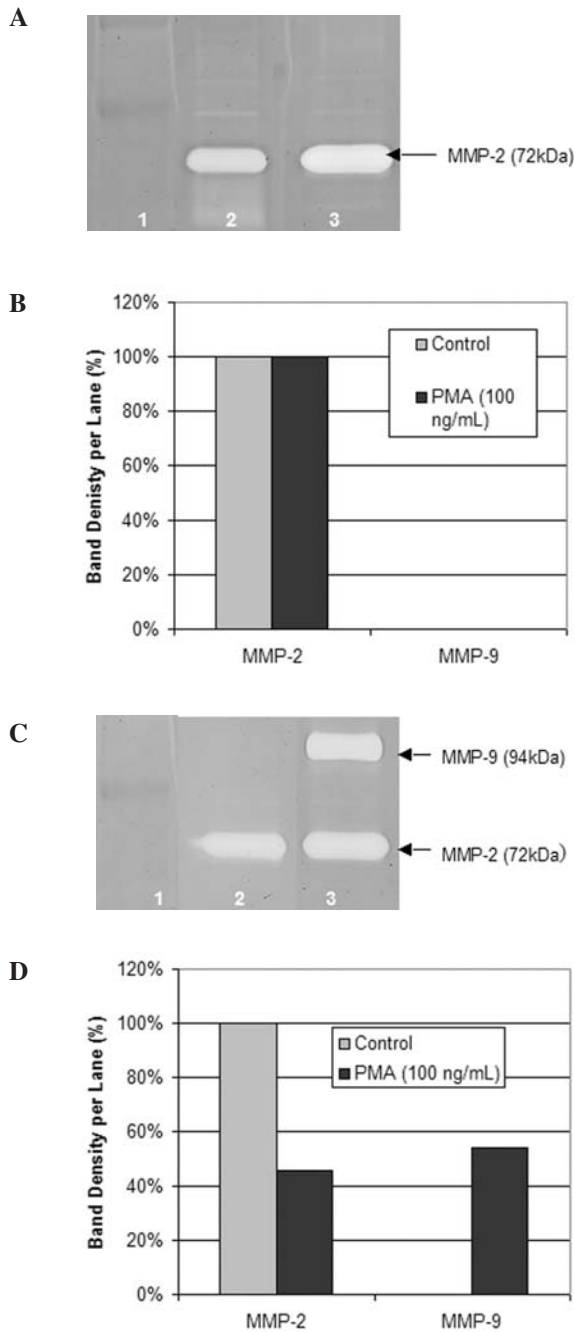 A
MMP-2 (72kDa)
1 2 3
B
120%
100%
80%
60%
40%
20%
0%
Band Denisty per Lane (%)
Control
PMA (100
ng/mL)
MMP-2 MMP-9
C
MMP-9 (94kDa)
MMP-2 (72kDa)
1 2 3
D
120%
100%
80%
60%
40%
20%
0%
Band Density per Lane (%)
Control
PMA (100 ng/mL)
MMP-2 MMP-9